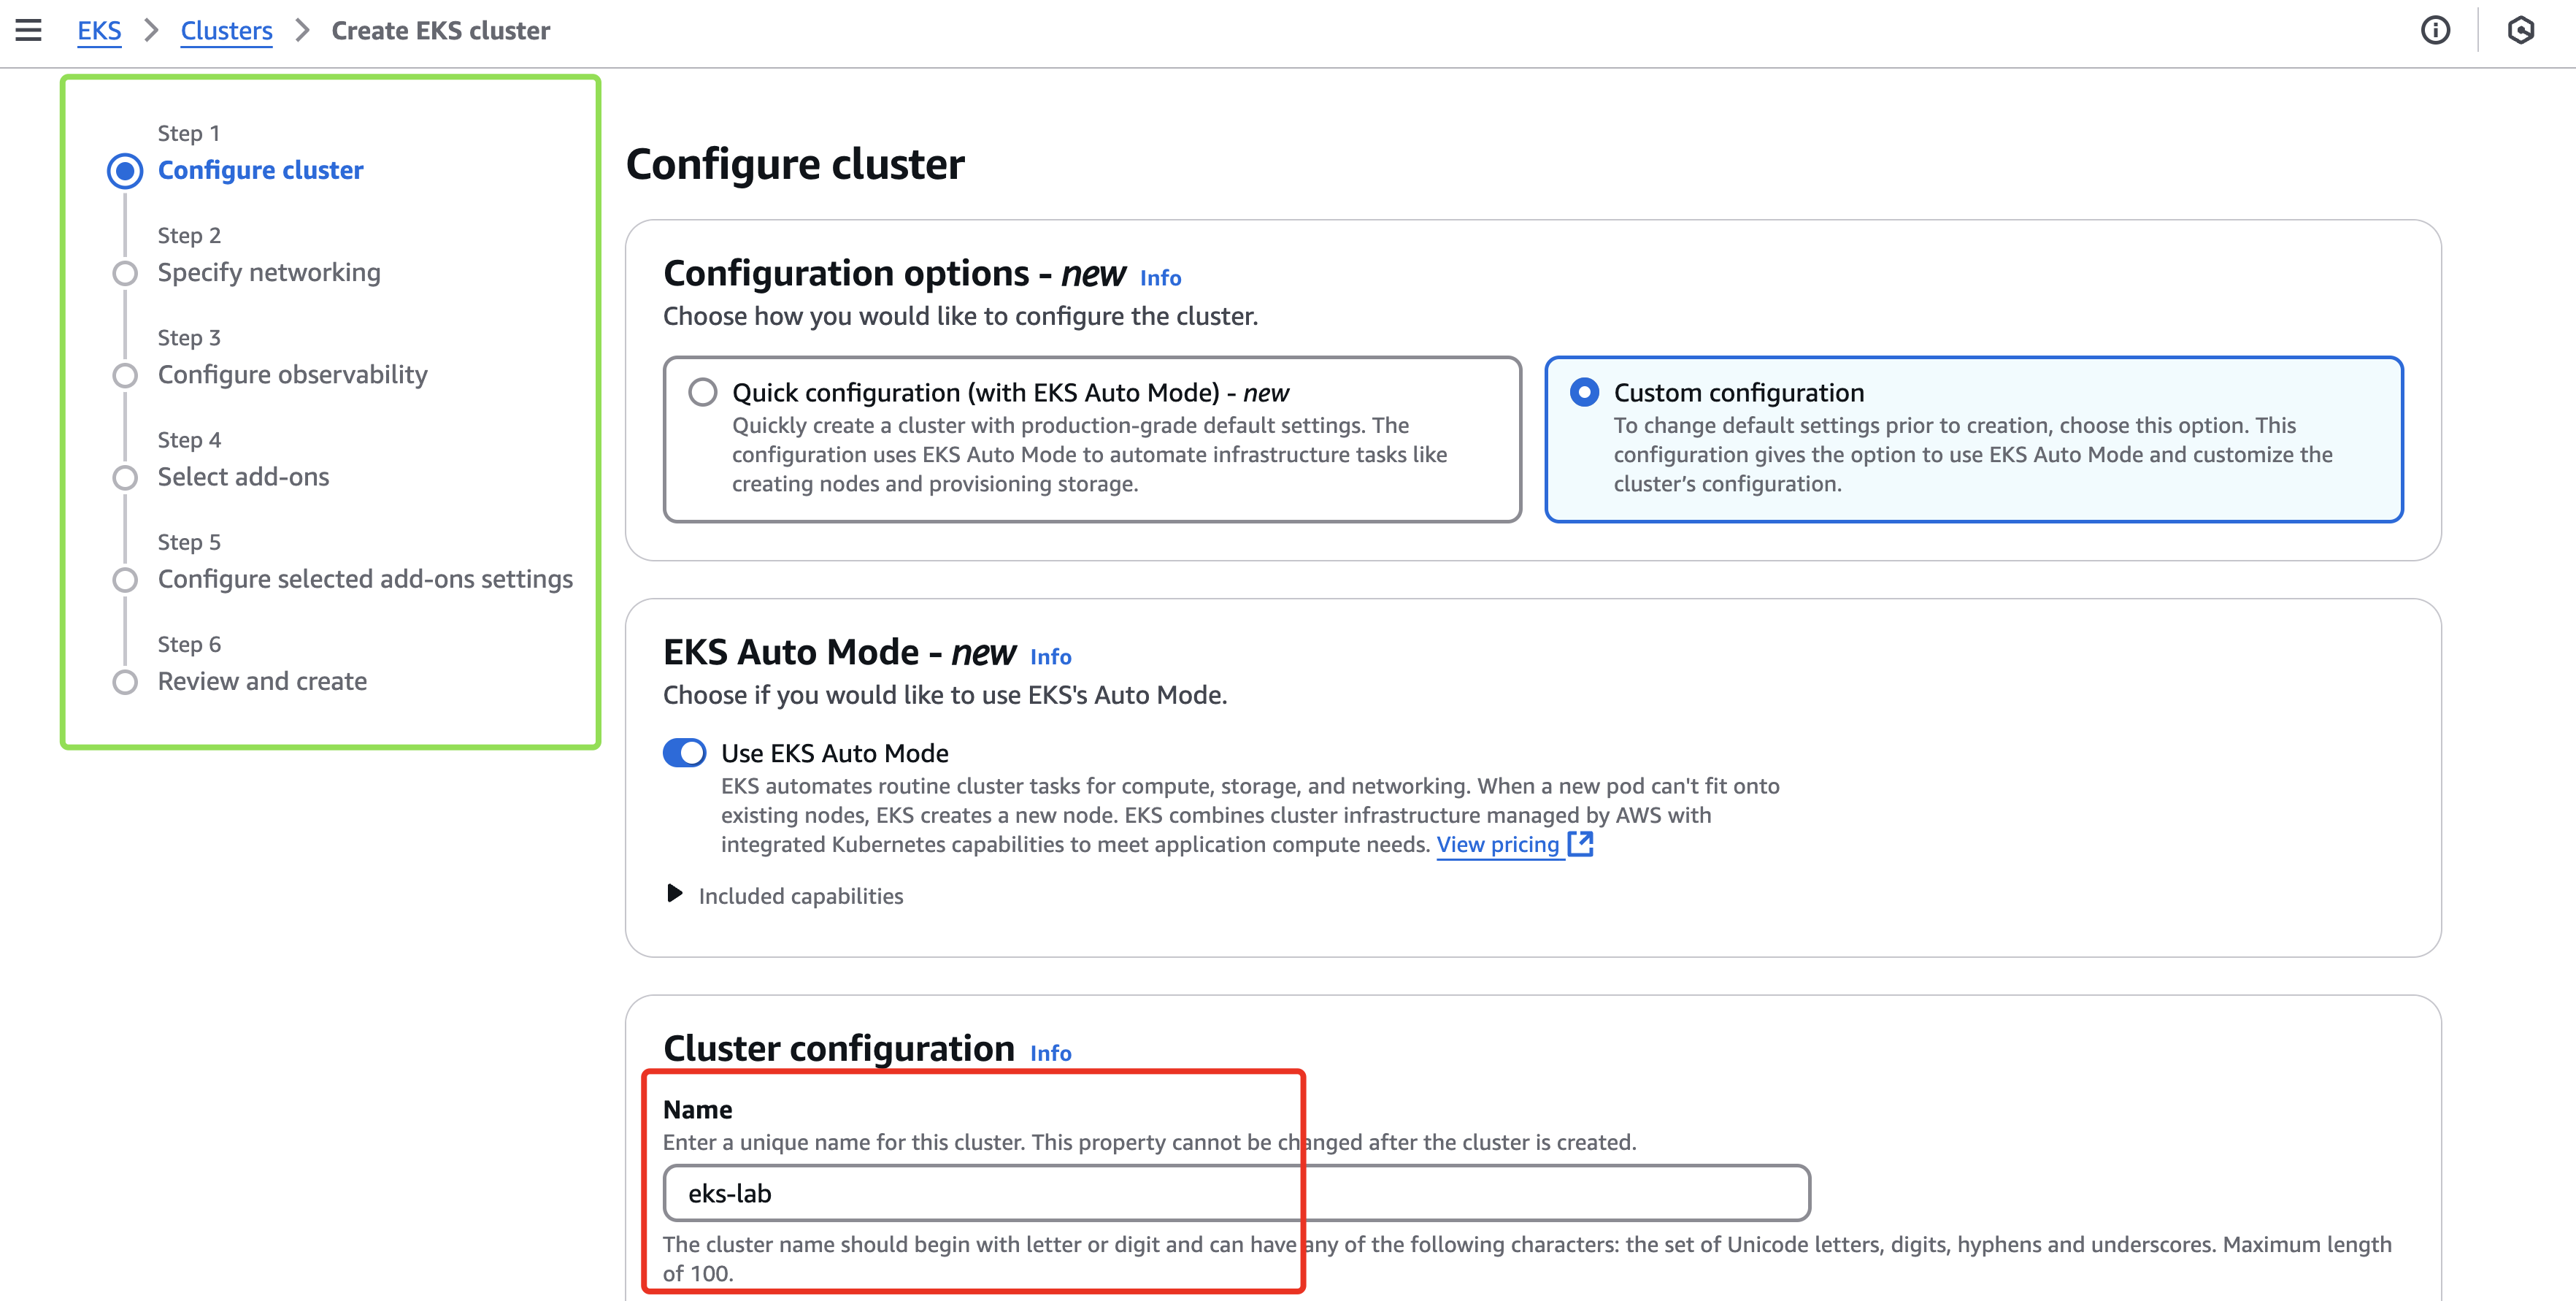 EKS > Clusters > Create EKS cluster
Step 1
Configure cluster
Step 2
Specify networking
Step 3
Configure observability
Step 4
Select add-ons
Step 5
Configure selected add-ons settings
Step 6
Review and create
Configure cluster
Configuration options - new Info
Choose how you would like to configure the cluster.
Quick configuration (with EKS Auto Mode) - new
Quickly create a cluster with production-grade default settings. The
configuration uses EKS Auto Mode to automate infrastructure tasks like
creating nodes and provisioning storage.
Custom configuration
To change default settings prior to creation, choose this option. This
configuration gives the option to use EKS Auto Mode and customize the
cluster’s configuration.
EKS Auto Mode - new Info
Choose if you would like to use EKS's Auto Mode.
Use EKS Auto Mode
EKS automates routine cluster tasks for compute, storage, and networking. When a new pod can't fit onto
existing nodes, EKS creates a new node. EKS combines cluster infrastructure managed by AWS with
integrated Kubernetes capabilities to meet application compute needs. View pricing
Included capabilities
Cluster configuration Info
Name
Enter a unique name for this cluster. This property cannot be changed after the cluster is created.
eks-lab
The cluster name should begin with letter or digit and can have any of the following characters: the set of Unicode letters, digits, hyphens and underscores. Maximum length
of 100.